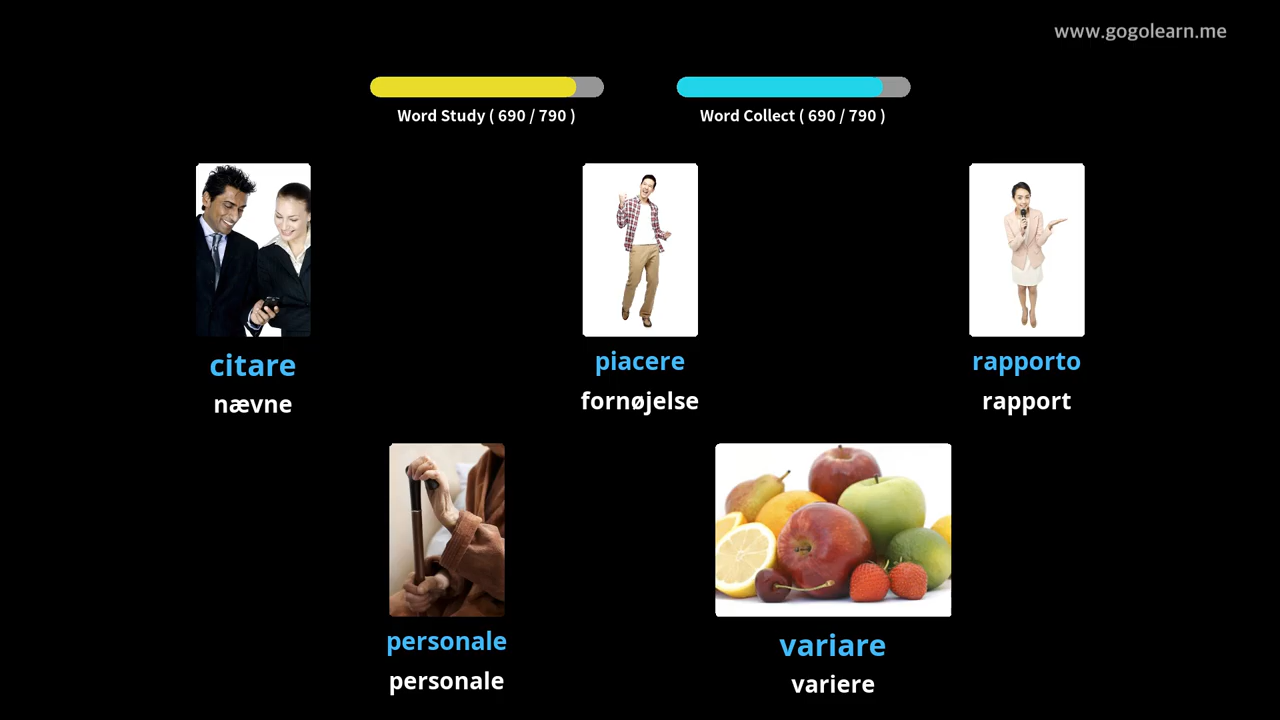 www.gogolearn.me
Word Study ( 690 / 790 )
Word Collect ( 690 / 790 )
citare
nævne
piacere
fornøjelse
rapporto
rapport
personale
personale
variare
variere